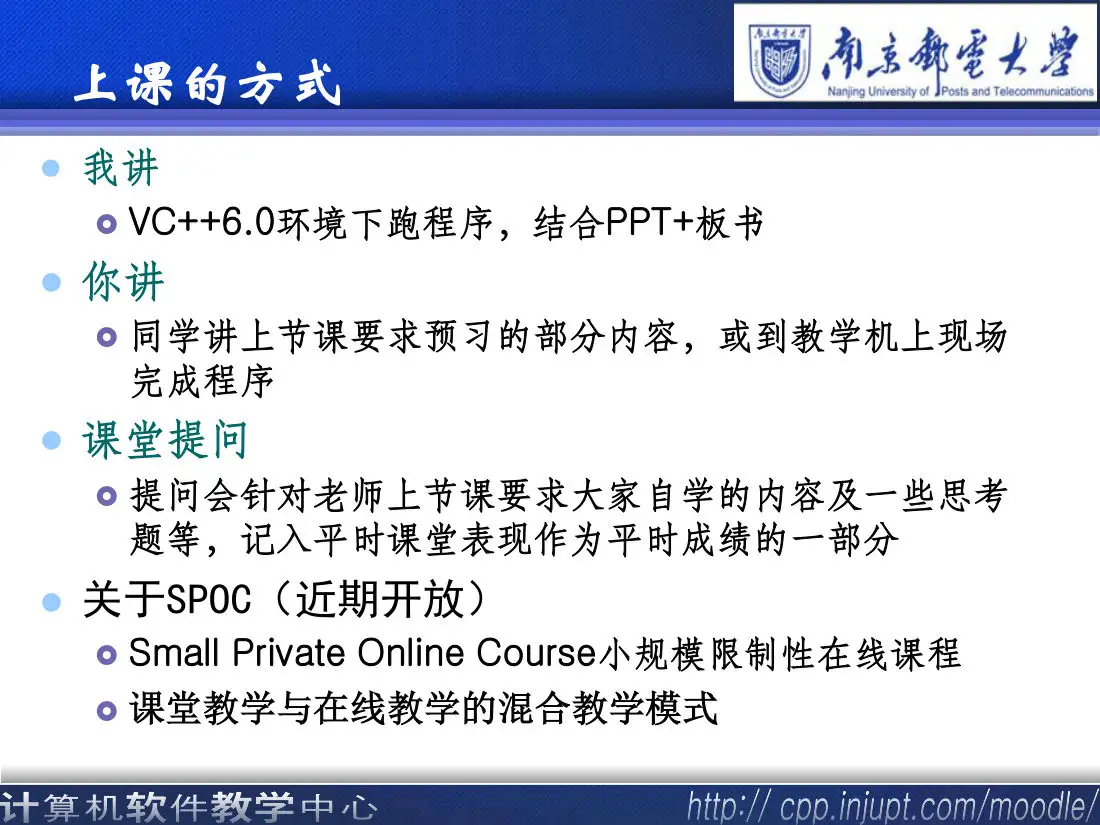 上课的方式
南京邮电大学
Nanjing University of Posts and Telecommunications
我讲
VC++6.0环境下跑程序，结合PPT+板书
你讲
同学讲上节课要求预习的部分内容，或到教学机上现场
完成程序
课堂提问
提问会针对老师上节课要求大家自学的内容及一些思考
题等，记入平时课堂表现作为平时成绩的一部分
关于SPOC（近期开放）
Small Private Online Course小规模限制性在线课程
课堂教学与在线教学的混合教学模式
计算机软件教学中心
http:// cpp.injupt.com/moodle/